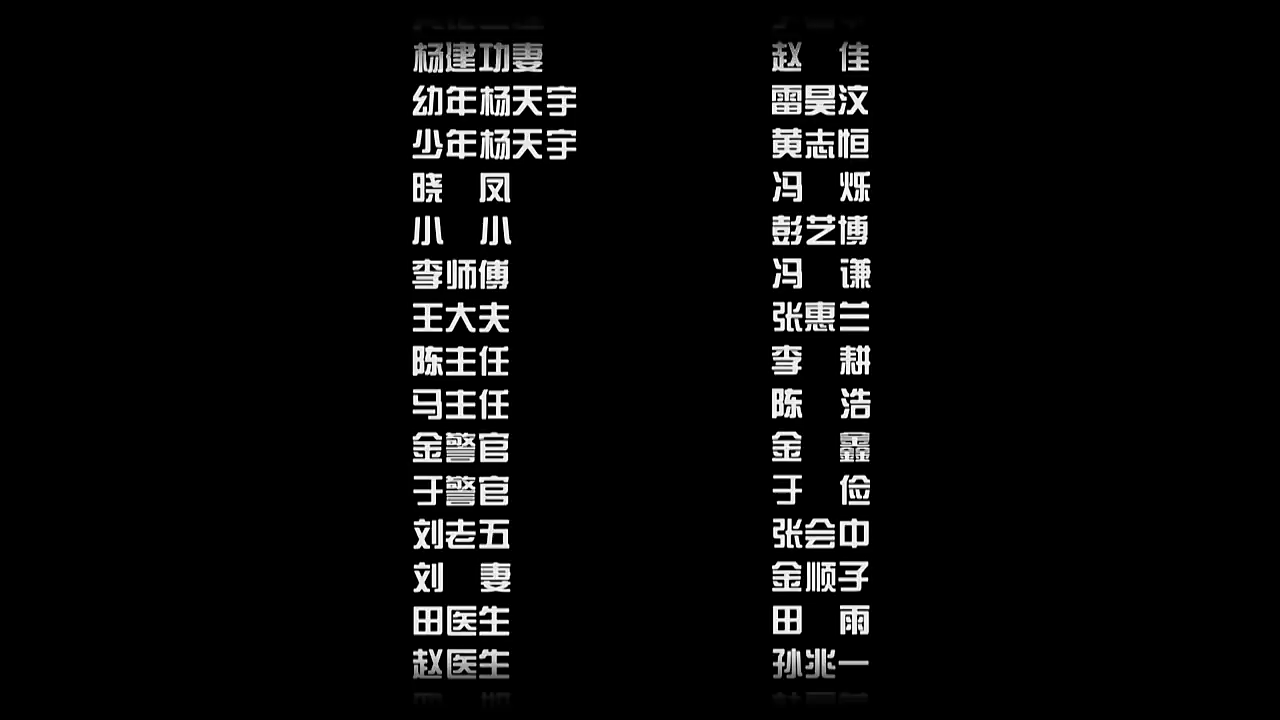 杨建功妻 赵 佳
幼年杨天宇 雷昊汶
少年杨天宇 黄志恒
晓 凤 冯 烁
小 小 彭艺博
李师傅 冯 谦
王大夫 张惠兰
陈主任 李 耕
马主任 陈 浩
金警官 金 鑫
于警官 于 俭
刘老五 张会中
刘 妻 金顺子
田医生 田 雨
赵医生 孙兆一